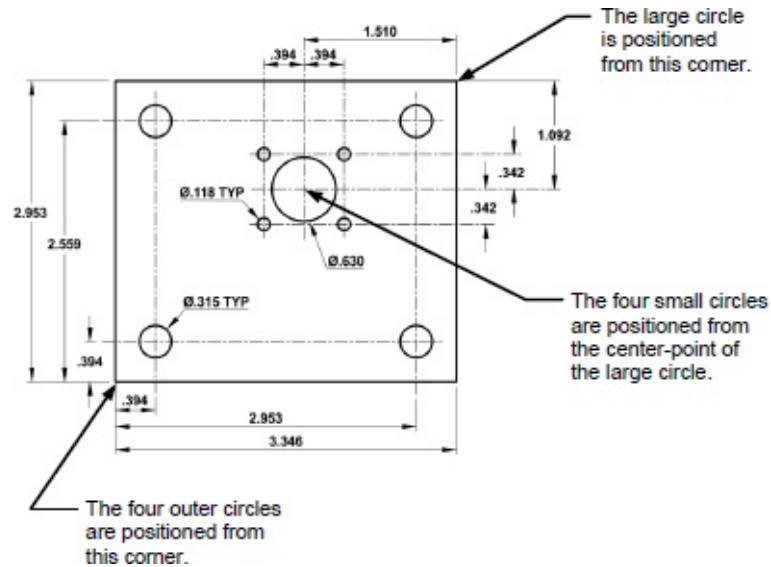 The large circle
is positioned
from this corner.
1.510
.394 .394
1.092
.342
.342
Ø.118 TYP
2.953
2.559
Ø.630
Ø.315 TYP
The four small circles
are positioned from
the center-point of
the large circle.
.394
.394
2.953
3.346
The four outer circles
are positioned from
this corner.